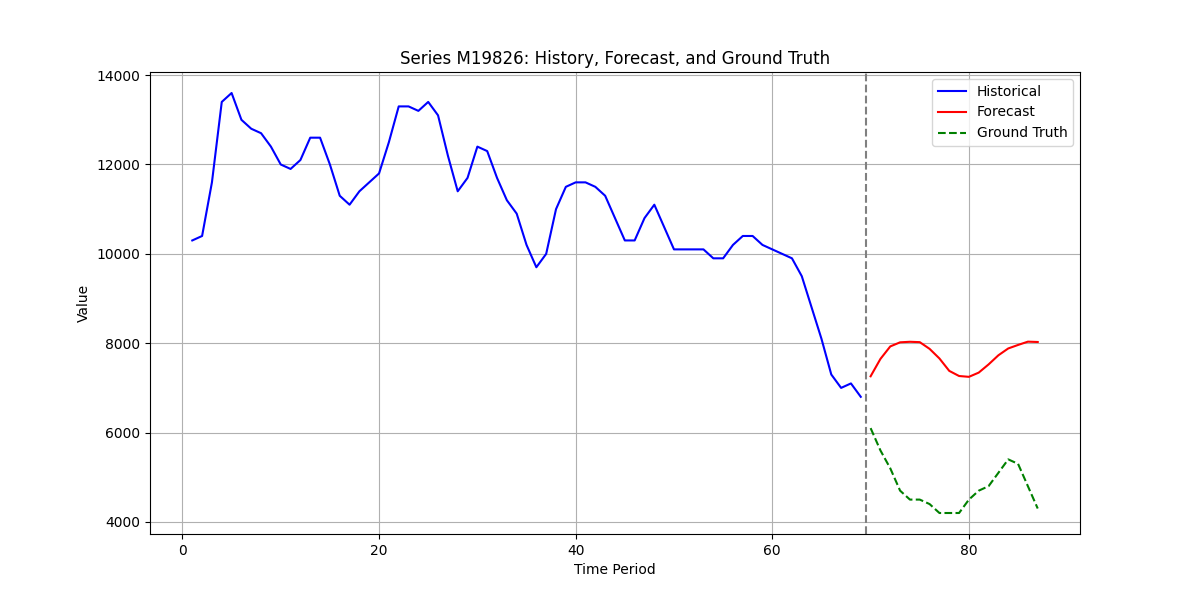 Series M19826: History, Forecast, and Ground Truth
Historical
Forecast
Ground Truth
14000
12000
10000
8000
6000
4000
Value
0 20 40 60 80
Time Period